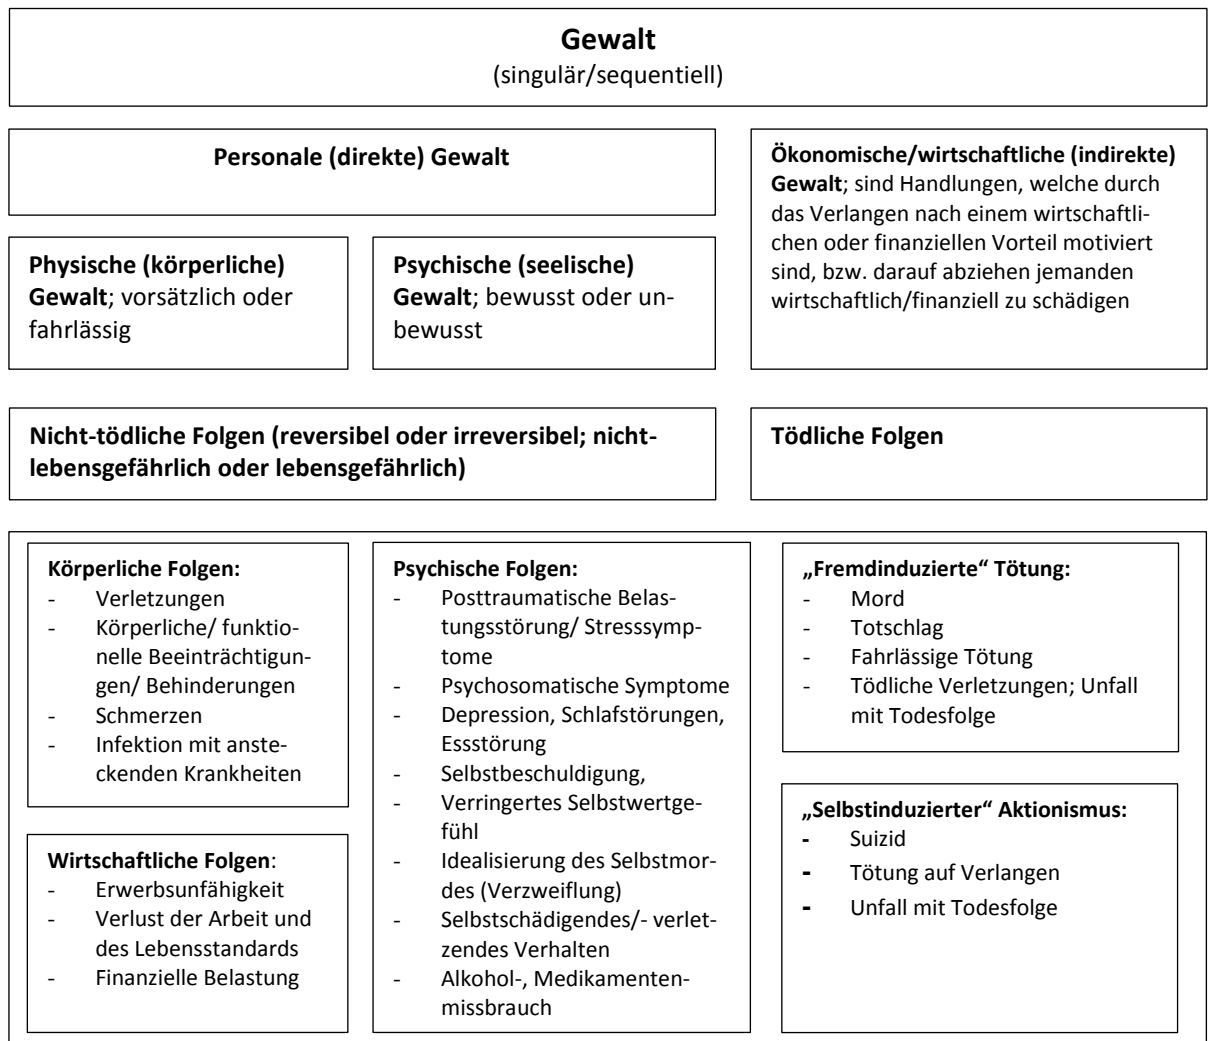 Gewalt
(singulär/sequentiell)
Personale (direkte) Gewalt
Ökonomische/wirtschaftliche (indirekte)
Gewalt; sind Handlungen, welche durch
das Verlangen nach einem wirtschaftli-
chen oder finanziellen Vorteil motiviert
sind, bzw. darauf abziehen jemanden
wirtschaftlich/finanziell zu schädigen
Physische (körperliche)
Gewalt; vorsätzlich oder
fahrlässig
Psychische (seelische)
Gewalt; bewusst oder un-
bewusst
Nicht-tödliche Folgen (reversibel oder irreversibel; nicht-
lebensgefährlich oder lebensgefährlich)
Tödliche Folgen
Körperliche Folgen:
- Verletzungen
- Körperliche/ funktio-
nelle Beeinträchtigun-
gen/ Behinderungen
- Schmerzen
- Infektion mit anste-
ckenden Krankheiten
Wirtschaftliche Folgen:
- Erwerbsunfähigkeit
- Verlust der Arbeit und
des Lebensstandards
- Finanzielle Belastung
Psychische Folgen:
- Posttraumatische Belas-
tungsstörung/ Stresssymp-
tome
- Psychosomatische Symptome
- Depression, Schlafstörungen,
Essstörung
- Selbstbeschuldigung,
- Verringertes Selbstwertge-
fühl
- Idealisierung des Selbstmor-
des (Verzweiflung)
- Selbstschädigendes/- verlet-
zendes Verhalten
- Alkohol-, Medikamenten-
missbrauch
„Fremdinduzierte“ Tötung:
- Mord
- Totschlag
- Fahrlässige Tötung
- Tödliche Verletzungen; Unfall
mit Todesfolge
„Selbstinduzierter“ Aktionismus:
- Suizid
- Tötung auf Verlangen
- Unfall mit Todesfolge